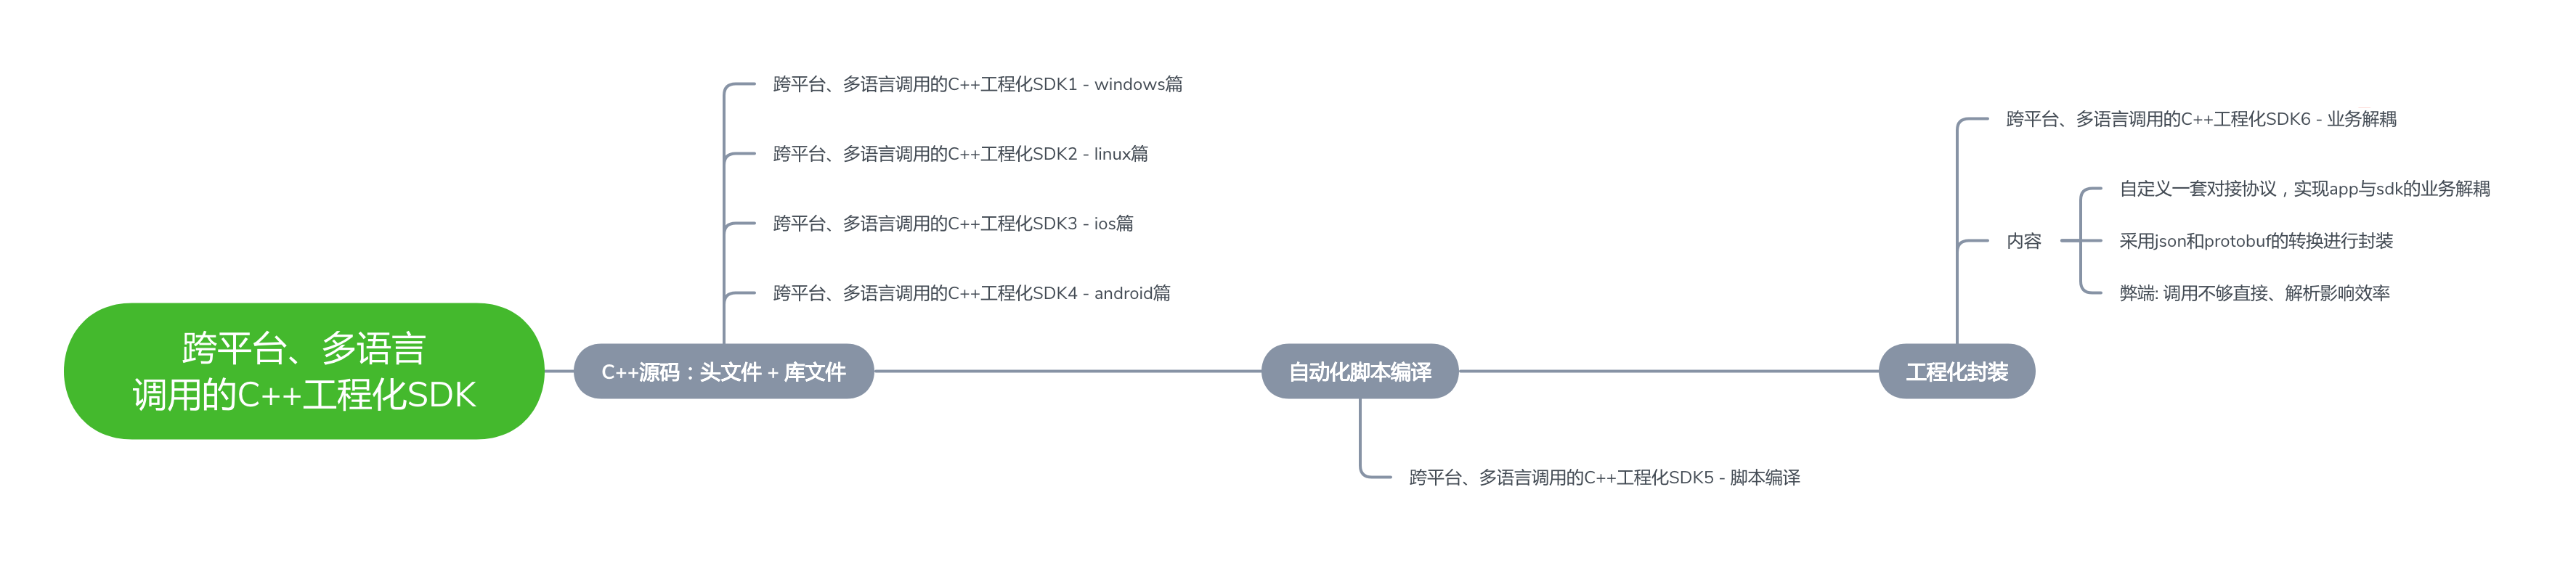 跨平台、多语言
调用的C++工程化SDK
C++源码：头文件 + 库文件
跨平台、多语言调用的C++工程化SDK1 - windows篇
跨平台、多语言调用的C++工程化SDK2 - linux篇
跨平台、多语言调用的C++工程化SDK3 - ios篇
跨平台、多语言调用的C++工程化SDK4 - android篇
自动化脚本编译
跨平台、多语言调用的C++工程化SDK5 - 脚本编译
工程化封装
跨平台、多语言调用的C++工程化SDK6 - 业务解耦
内容
自定义一套对接协议，实现app与sdk的业务解耦
采用json和protobuf的转换进行封装
弊端: 调用不够直接、解析影响效率